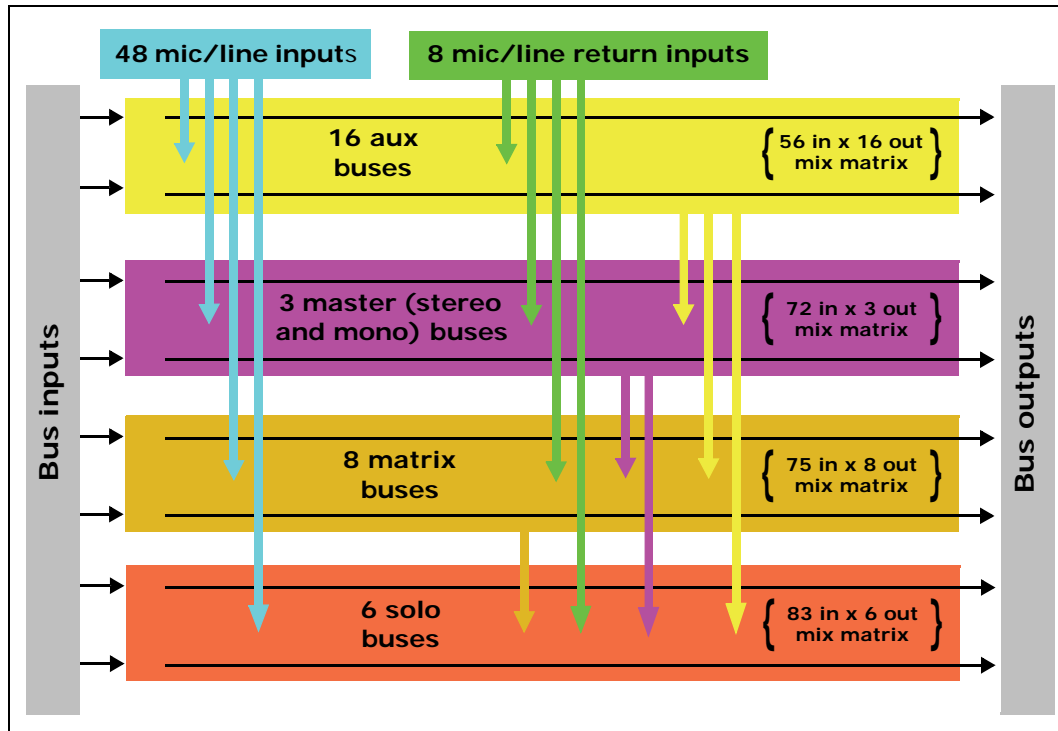 48 mic/line inputs
8 mic/line return inputs
Bus inputs
16 aux
buses
{ 56 in x 16 out
mix matrix }
3 master (stereo
and mono) buses
{ 72 in x 3 out
mix matrix }
8 matrix
buses
{ 75 in x 8 out
mix matrix }
6 solo
buses
{ 83 in x 6 out
mix matrix }
Bus outputs